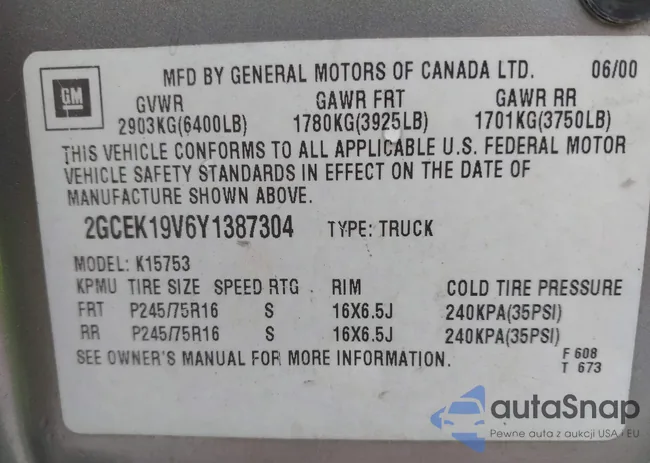 GM
MFD BY GENERAL MOTORS OF CANADA LTD. 06/00
GVWR GAWR FRT GAWR RR
2903KG(6400LB) 1780KG(3925LB) 1701KG(3750LB)
THIS VEHICLE CONFORMS TO ALL APPLICABLE U.S. FEDERAL MOTOR
VEHICLE SAFETY STANDARDS IN EFFECT ON THE DATE OF
MANUFACTURE SHOWN ABOVE.
2GCEK19V6Y1387304 TYPE: TRUCK
MODEL: K15753
KPMU TIRE SIZE SPEED RTG RIM COLD TIRE PRESSURE
FRT P245/75R16 S 16X6.5J 240KPA(35PSI)
RR P245/75R16 S 16X6.5J 240KPA(35PSI)
SEE OWNER'S MANUAL FOR MORE INFORMATION. F 608
T 673
autaSnap
Pewne auta z aukcji USA i EU